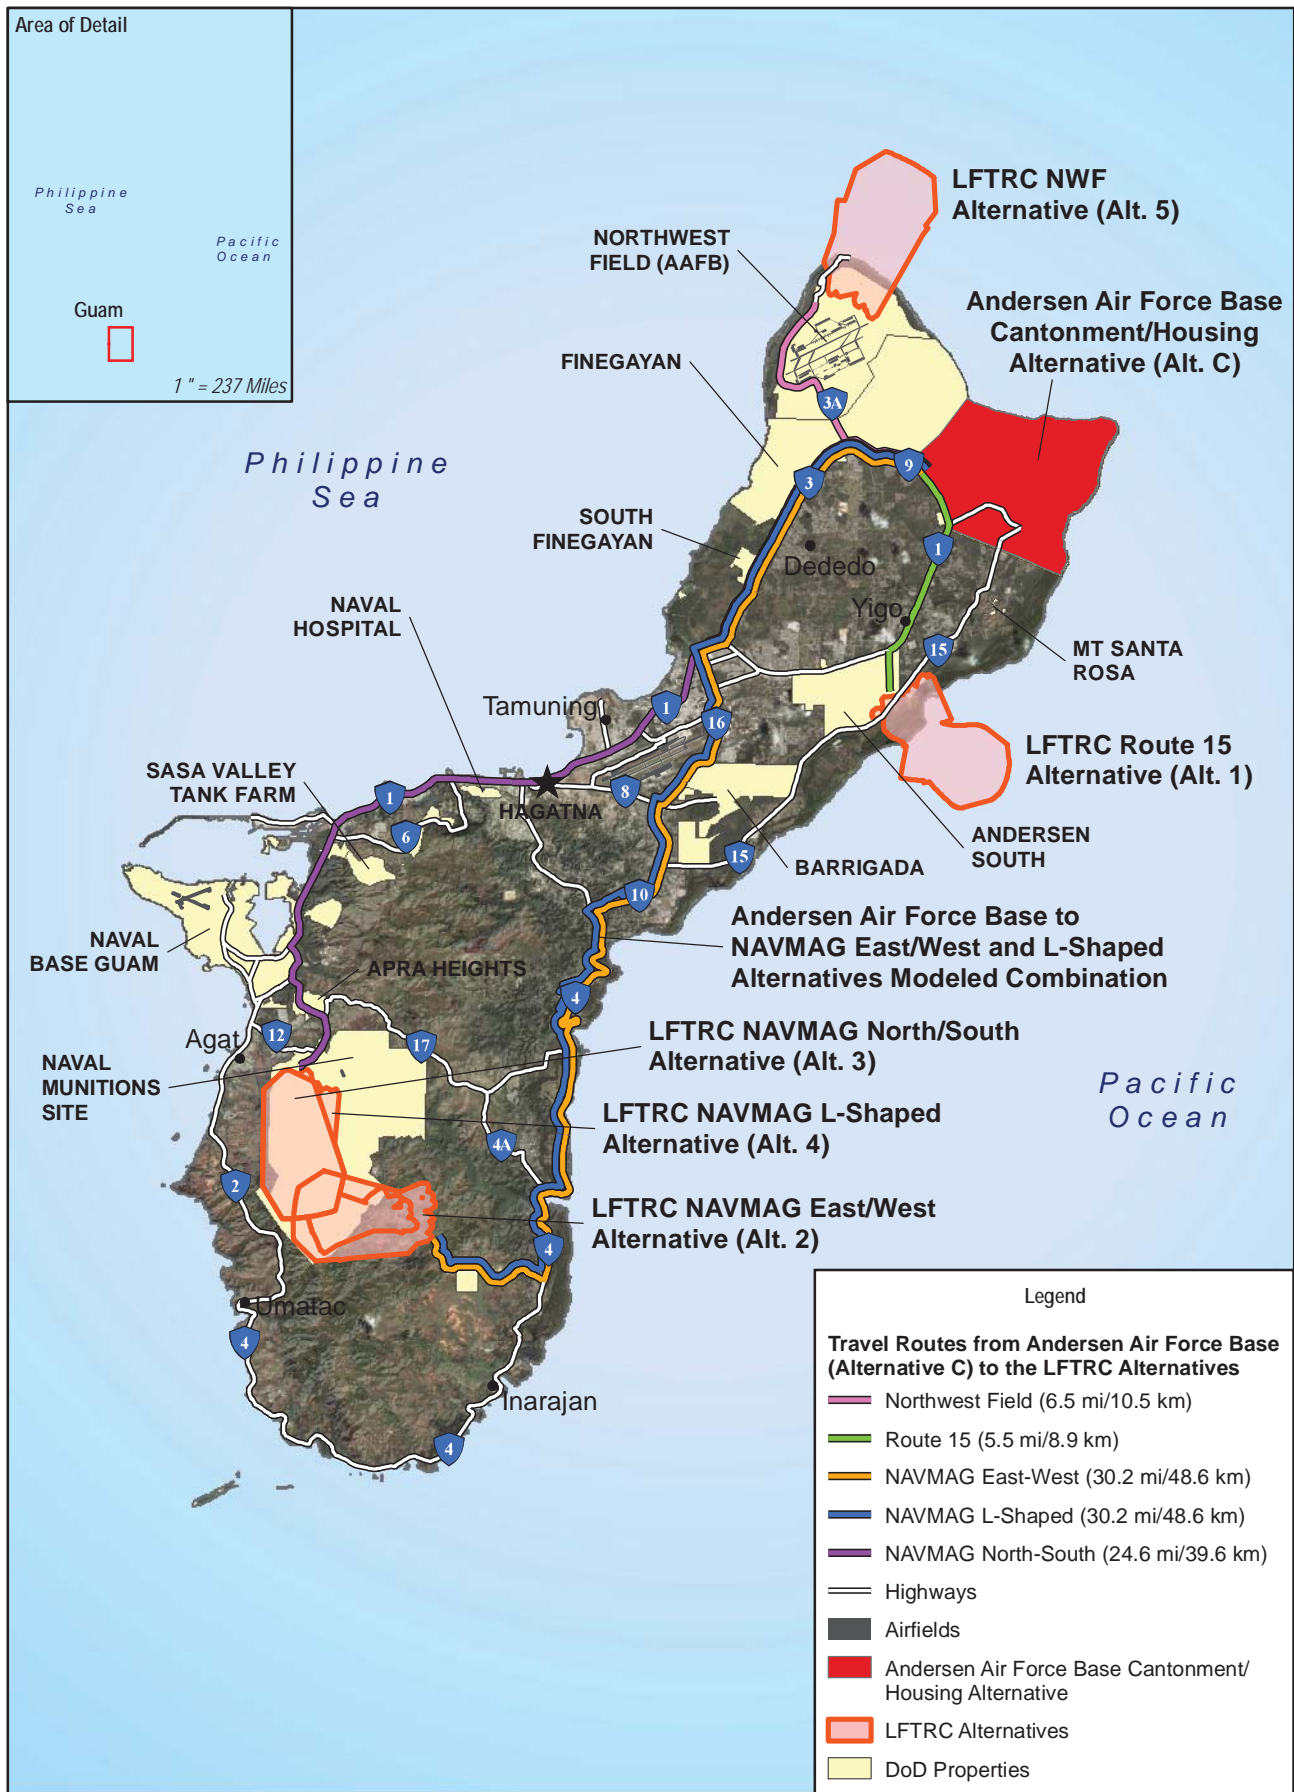 Area of Detail
Philippine
Sea
Pacific
Ocean
Guam
1 " = 237 Miles
LFTRC NWF
Alternative (Alt. 5)
NORTHWEST
FIELD (AAFB)
Andersen Air Force Base
Cantonment/Housing
Alternative (Alt. C)
FINEGAYAN
3A
Philippine
Sea
9
3
SOUTH
FINEGAYAN
Dededo
1
NAVAL
HOSPITAL
Yigo
15
MT SANTA
ROSA
Tamuning
1
16
LFTRC Route 15
Alternative (Alt. 1)
SASA VALLEY
TANK FARM
1
HAGATNA
8
6
ANDERSEN
SOUTH
15
BARRIGADA
10
Andersen Air Force Base to
NAVMAG East/West and L-Shaped
Alternatives Modeled Combination
NAVAL
BASE GUAM
APRA HEIGHTS
4
Agat
12
17
LFTRC NAVMAG North/South
Alternative (Alt. 3)
NAVAL
MUNITIONS
SITE
Pacific
Ocean
LFTRC NAVMAG L-Shaped
Alternative (Alt. 4)
4A
2
LFTRC NAVMAG East/West
Alternative (Alt. 2)
4
Umatac
4
Inarajan
4
Legend
Travel Routes from Andersen Air Force Base
(Alternative C) to the LFTRC Alternatives
Northwest Field (6.5 mi/10.5 km)
Route 15 (5.5 mi/8.9 km)
NAVMAG East-West (30.2 mi/48.6 km)
NAVMAG L-Shaped (30.2 mi/48.6 km)
NAVMAG North-South (24.6 mi/39.6 km)
Highways
Airfields
Andersen Air Force Base Cantonment/
Housing Alternative
LFTRC Alternatives
DoD Properties